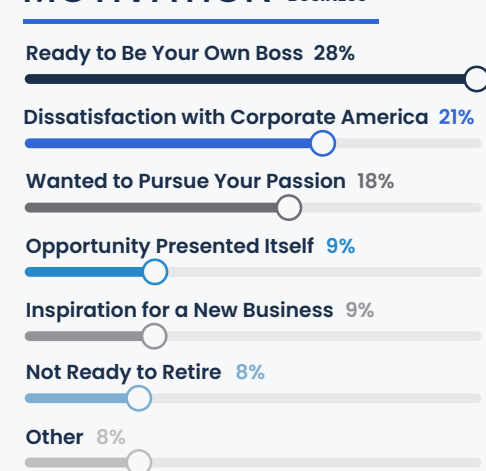 MOTIVATION
Ready to Be Your Own Boss 28%
Dissatisfaction with Corporate America 21%
Wanted to Pursue Your Passion 18%
Opportunity Presented Itself 9%
Inspiration for a New Business 9%
Not Ready to Retire 8%
Other 8%